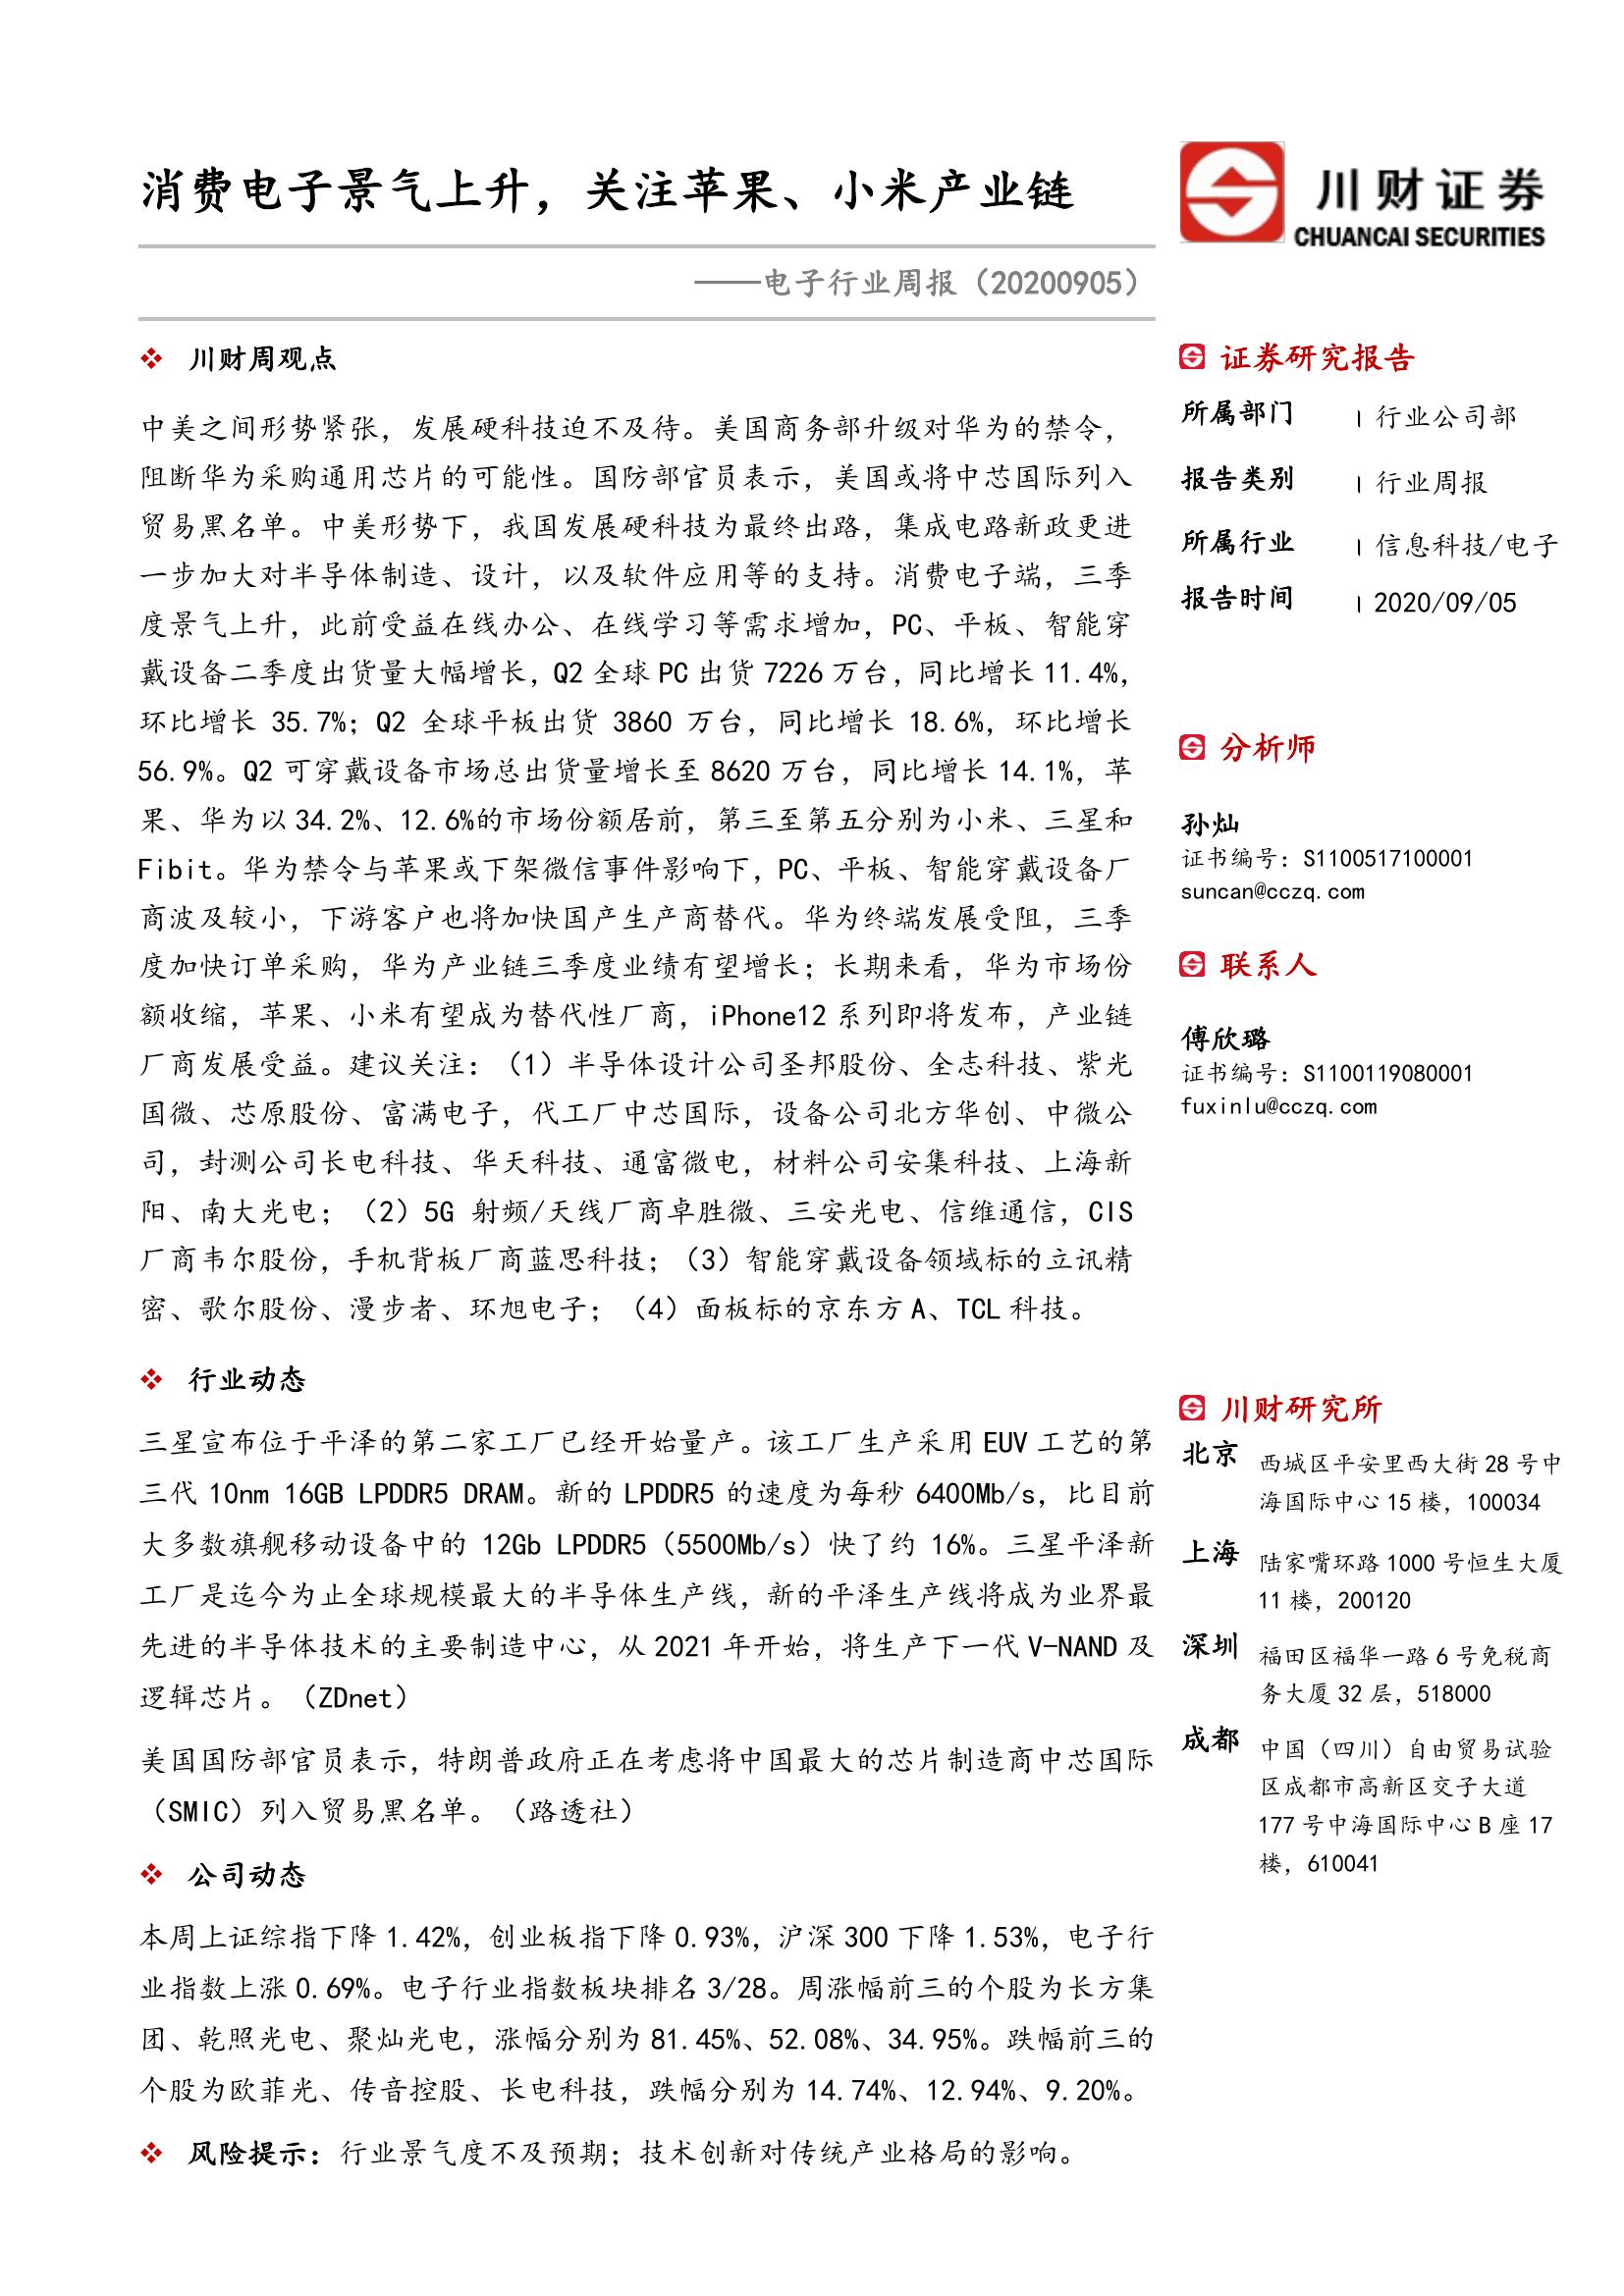 消费电子景气上升，关注苹果、小米产业链
——电子行业周报（20200905）
川财证券
CHUANCAI SECURITIES
❖ 川财周观点
中美之间形势紧张，发展硬科技迫不及待。美国商务部升级对华为的禁令，
阻断华为采购通用芯片的可能性。国防部官员表示，美国或将中芯国际列入
贸易黑名单。中美形势下，我国发展硬科技为最终出路，集成电路新政更进
一步加大对半导体制造、设计，以及软件应用等的支持。消费电子端，三季
度景气上升，此前受益在线办公、在线学习等需求增加，PC、平板、智能穿
戴设备二季度出货量大幅增长，Q2 全球 PC 出货 7226 万台，同比增长 11.4%，
环比增长 35.7%；Q2 全球平板出货 3860 万台，同比增长 18.6%，环比增长
56.9%。Q2 可穿戴设备市场总出货量增长至 8620 万台，同比增长 14.1%，苹
果、华为以 34.2%、12.6%的市场份额居前，第三至第五分别为小米、三星和
Fibit。华为禁令与苹果或下架微信事件影响下，PC、平板、智能穿戴设备厂
商波及较小，下游客户也将加快国产生产商替代。华为终端发展受阻，三季
度加快订单采购，华为产业链三季度业绩有望增长；长期来看，华为市场份
额收缩，苹果、小米有望成为替代性厂商，iPhone12 系列即将发布，产业链
厂商发展受益。建议关注：（1）半导体设计公司圣邦股份、全志科技、紫光
国微、芯原股份、富满电子，代工厂中芯国际，设备公司北方华创、中微公
司，封测公司长电科技、华天科技、通富微电，材料公司安集科技、上海新
阳、南大光电；（2）5G 射频/天线厂商卓胜微、三安光电、信维通信，CIS
厂商韦尔股份，手机背板厂商蓝思科技；（3）智能穿戴设备领域标的立讯精
密、歌尔股份、漫步者、环旭电子；（4）面板标的京东方 A、TCL 科技。
❖ 行业动态
三星宣布位于平泽的第二家工厂已经开始量产。该工厂生产采用 EUV 工艺的第
三代 10nm 16GB LPDDR5 DRAM。新的 LPDDR5 的速度为每秒 6400Mb/s，比目前
大多数旗舰移动设备中的 12Gb LPDDR5（5500Mb/s）快了约 16%。三星平泽新
工厂是迄今为止全球规模最大的半导体生产线，新的平泽生产线将成为业界最
先进的半导体技术的主要制造中心，从 2021 年开始，将生产下一代 V-NAND 及
逻辑芯片。（ZDnet）
美国国防部官员表示，特朗普政府正在考虑将中国最大的芯片制造商中芯国际
（SMIC）列入贸易黑名单。（路透社）
❖ 公司动态
本周上证综指下降 1.42%，创业板指下降 0.93%，沪深 300 下降 1.53%，电子行
业指数上涨 0.69%。电子行业指数板块排名 3/28。周涨幅前三的个股为长方集
团、乾照光电、聚灿光电，涨幅分别为 81.45%、52.08%、34.95%。跌幅前三的
个股为欧菲光、传音控股、长电科技，跌幅分别为 14.74%、12.94%、9.20%。
❖ 风险提示：行业景气度不及预期；技术创新对传统产业格局的影响。
证券研究报告
所属部门 | 行业公司部
报告类别 | 行业周报
所属行业 | 信息科技/电子
报告时间 | 2020/09/05
分析师
孙灿
证书编号：S1100517100001
suncan@cczq.com
联系人
傅欣璐
证书编号：S1100119080001
fuxinlu@cczq.com
川财研究所
北京 西城区平安里西大街 28 号中
海国际中心 15 楼，100034
上海 陆家嘴环路 1000 号恒生大厦
11 楼，200120
深圳 福田区福华一路 6 号免税商
务大厦 32 层，518000
成都 中国（四川）自由贸易试验
区成都市高新区交子大道
177 号中海国际中心 B 座 17
楼，610041